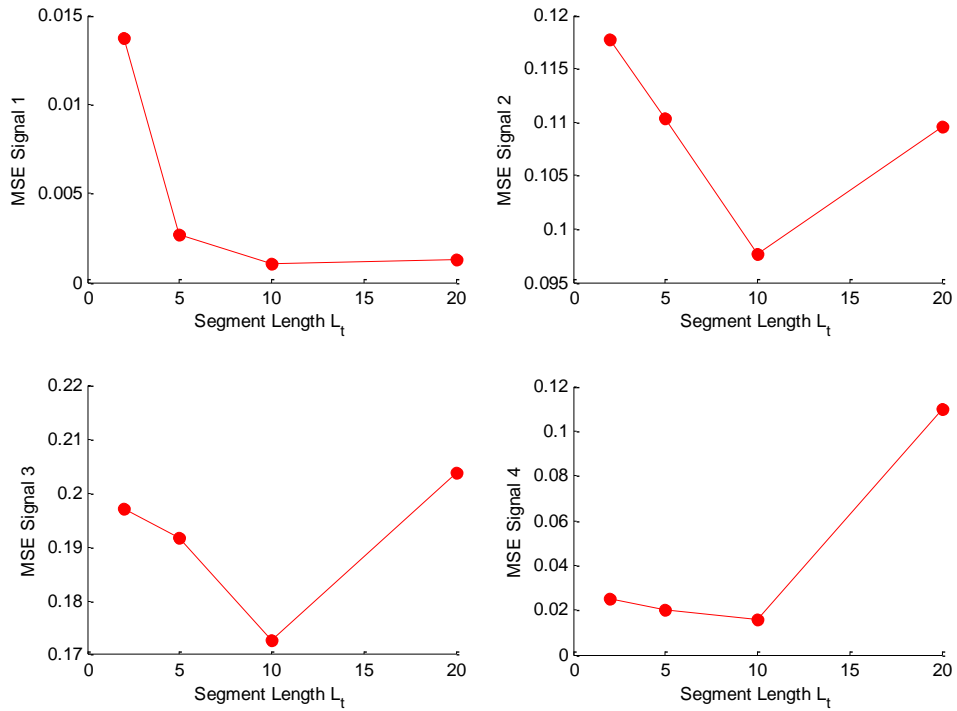 0.015
0.01
0.005
0
MSE Signal 1
0 5 10 15 20
Segment Length L_t
0.12
0.115
0.11
0.105
0.1
0.095
MSE Signal 2
0 5 10 15 20
Segment Length L_t
0.22
0.21
0.2
0.19
0.18
0.17
MSE Signal 3
0 5 10 15 20
Segment Length L_t
0.12
0.1
0.08
0.06
0.04
0.02
0
MSE Signal 4
0 5 10 15 20
Segment Length L_t